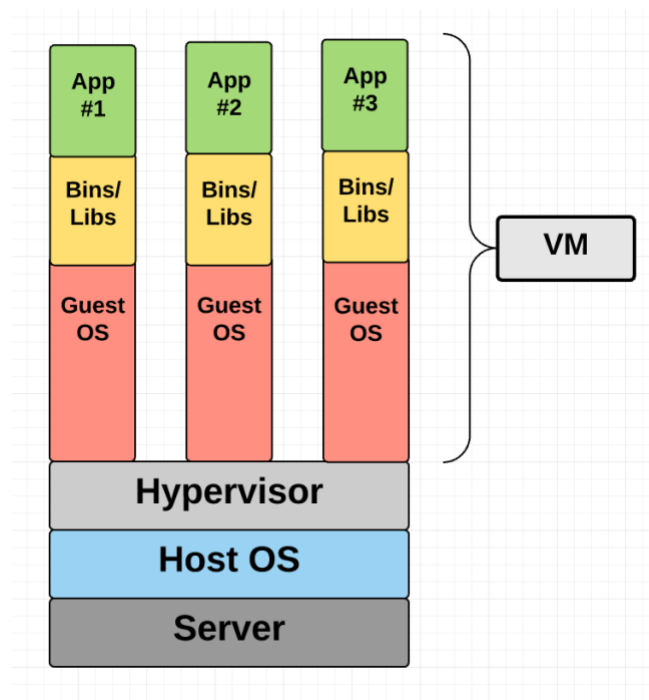 App
#1
App
#2
App
#3
Bins/
Libs
Bins/
Libs
Bins/
Libs
VM
Guest
OS
Guest
OS
Guest
OS
Hypervisor
Host OS
Server